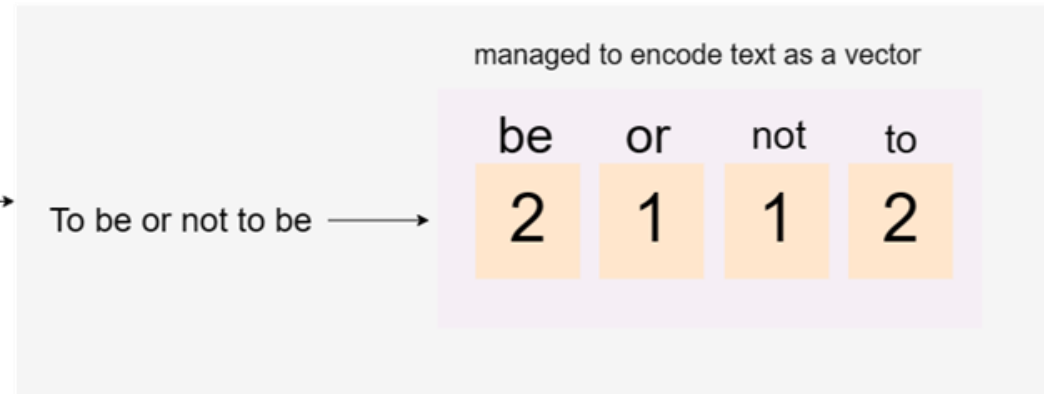 managed to encode text as a vector
be or not to
To be or not to be
2 1 1 2